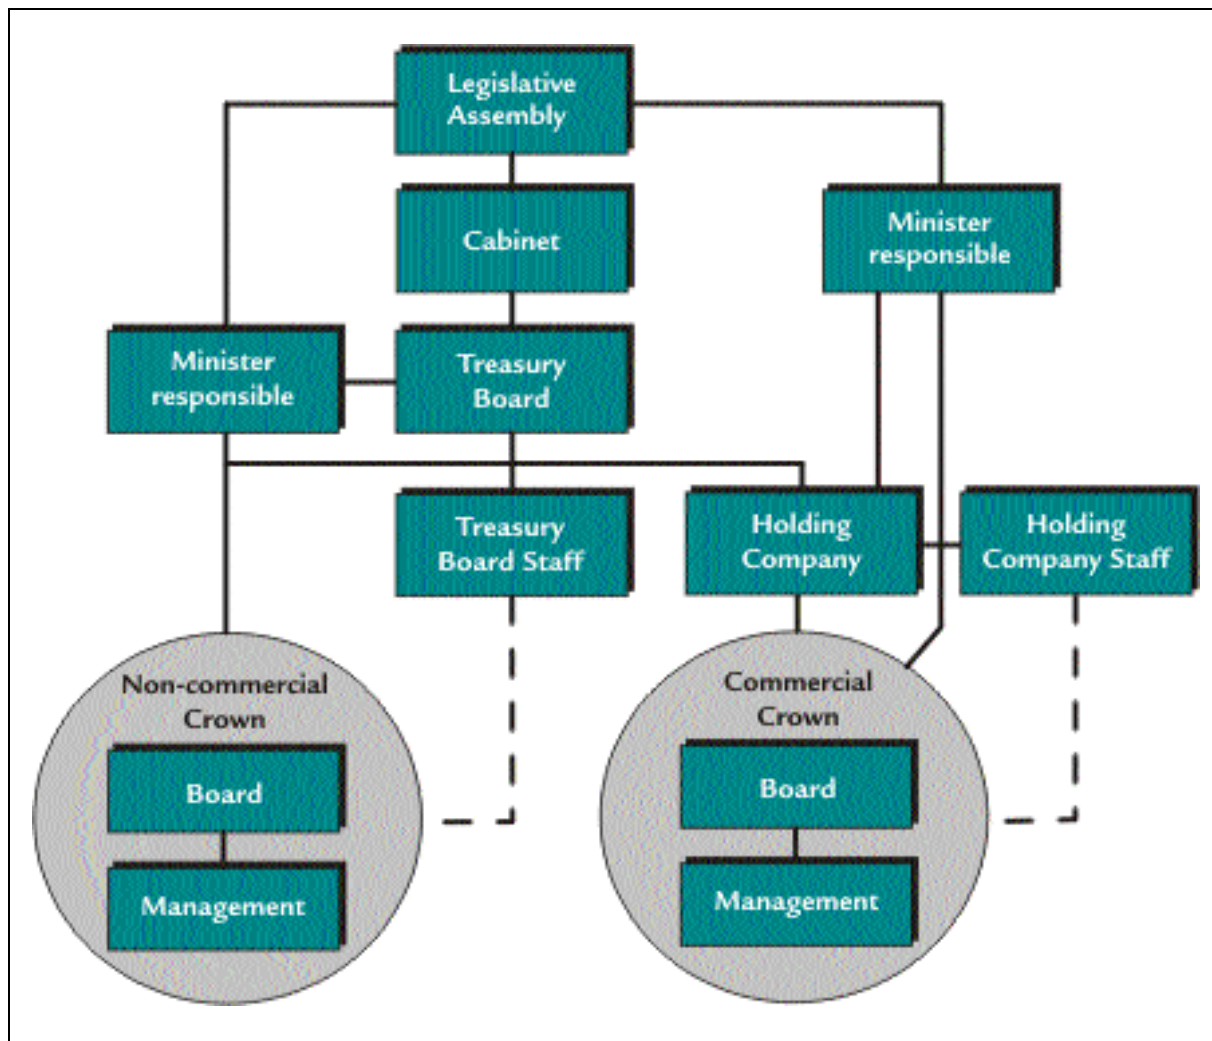 Legislative
Assembly
Cabinet
Minister
responsible
Minister
responsible
Treasury
Board
Treasury
Board Staff
Holding
Company
Holding
Company Staff
Non-commercial
Crown
Board
Management
Commercial
Crown
Board
Management